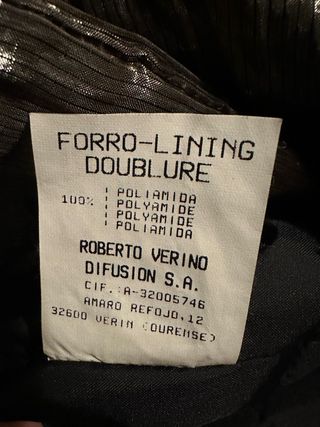 FORRO-LINING
DOUBLURE
100% POLIAMIDA
POLYAMIDE
POLYAMIDE
POLIAMIDA
ROBERTO VERINO
DIFUSION S.A.
CIF.:A-32005746
AMARO REFOJO,12
32600 VERIN (OURENSE)